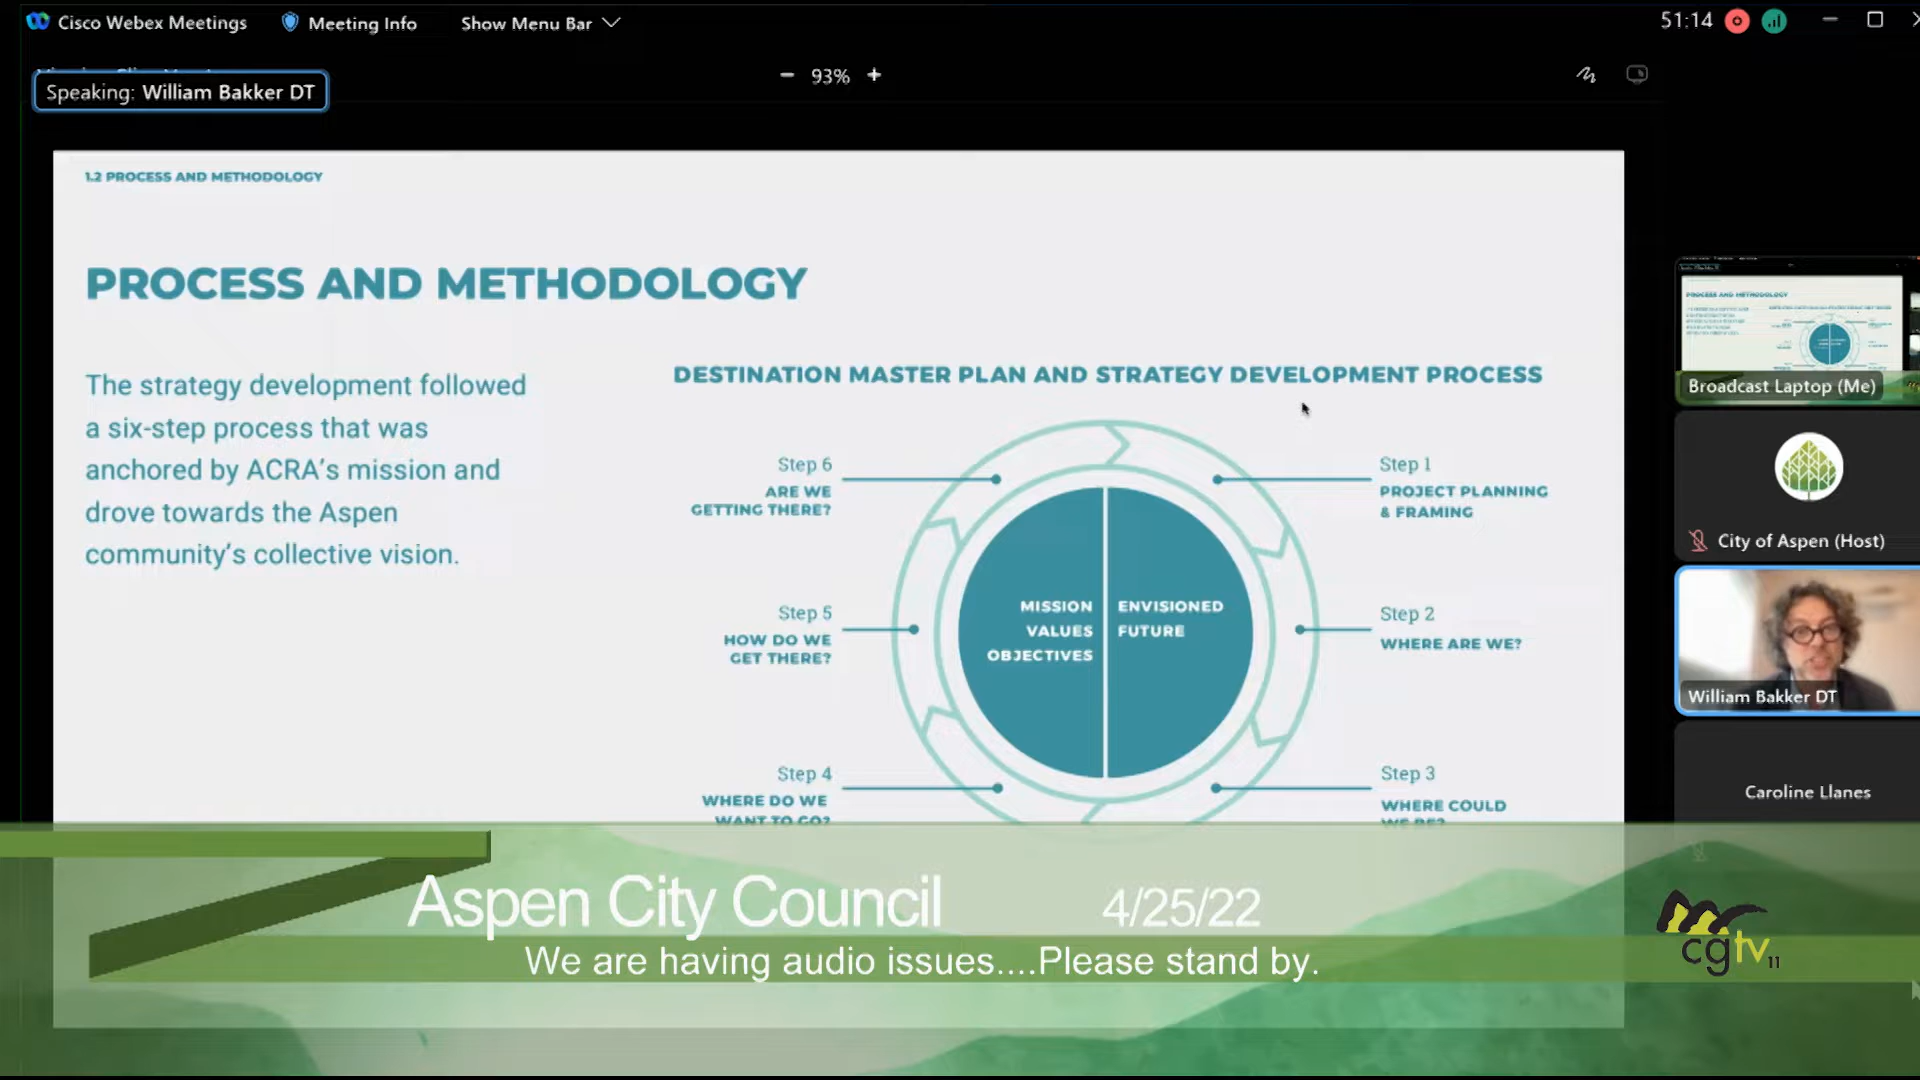 Cisco Webex Meetings
Meeting Info
Show Menu Bar
51:14
Speaking: William Bakker DT
93%
1.2 PROCESS AND METHODOLOGY
PROCESS AND METHODOLOGY
The strategy development followed
a six-step process that was
anchored by ACRA's mission and
drove towards the Aspen
community's collective vision.
DESTINATION MASTER PLAN AND STRATEGY DEVELOPMENT PROCESS
Step 6
ARE WE
GETTING THERE?
Step 1
PROJECT PLANNING
& FRAMING
Step 5
HOW DO WE
GET THERE?
MISSION
VALUES
OBJECTIVES
ENVISIONED
FUTURE
Step 2
WHERE ARE WE?
Step 4
WHERE DO WE
WANT TO GO?
Step 3
WHERE COULD
WE BE?
PROCESS AND METHODOLOGY
Broadcast Laptop (Me)
City of Aspen (Host)
William Bakker DT
Caroline Llanes
Aspen City Council
4/25/22
We are having audio issues....Please stand by.
cgtv 11